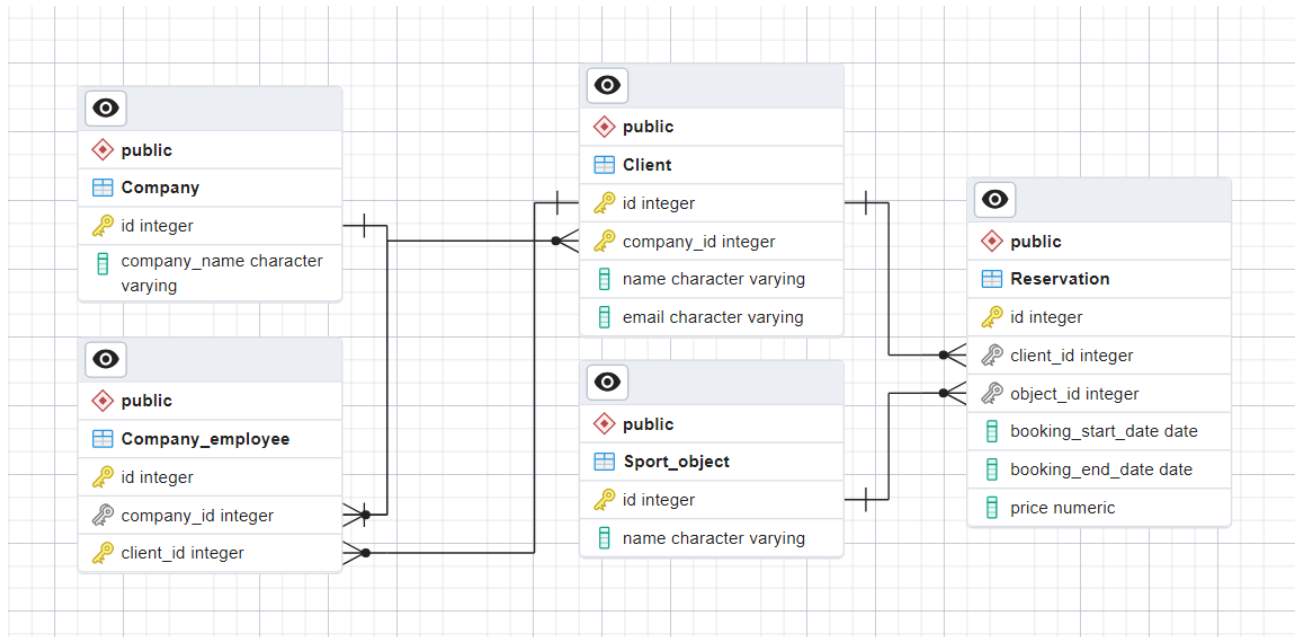 public
Company
id integer
company_name character
varying
public
Company_employee
id integer
company_id integer
client_id integer
public
Client
id integer
company_id integer
name character varying
email character varying
public
Sport_object
id integer
name character varying
public
Reservation
id integer
client_id integer
object_id integer
booking_start_date date
booking_end_date date
price numeric